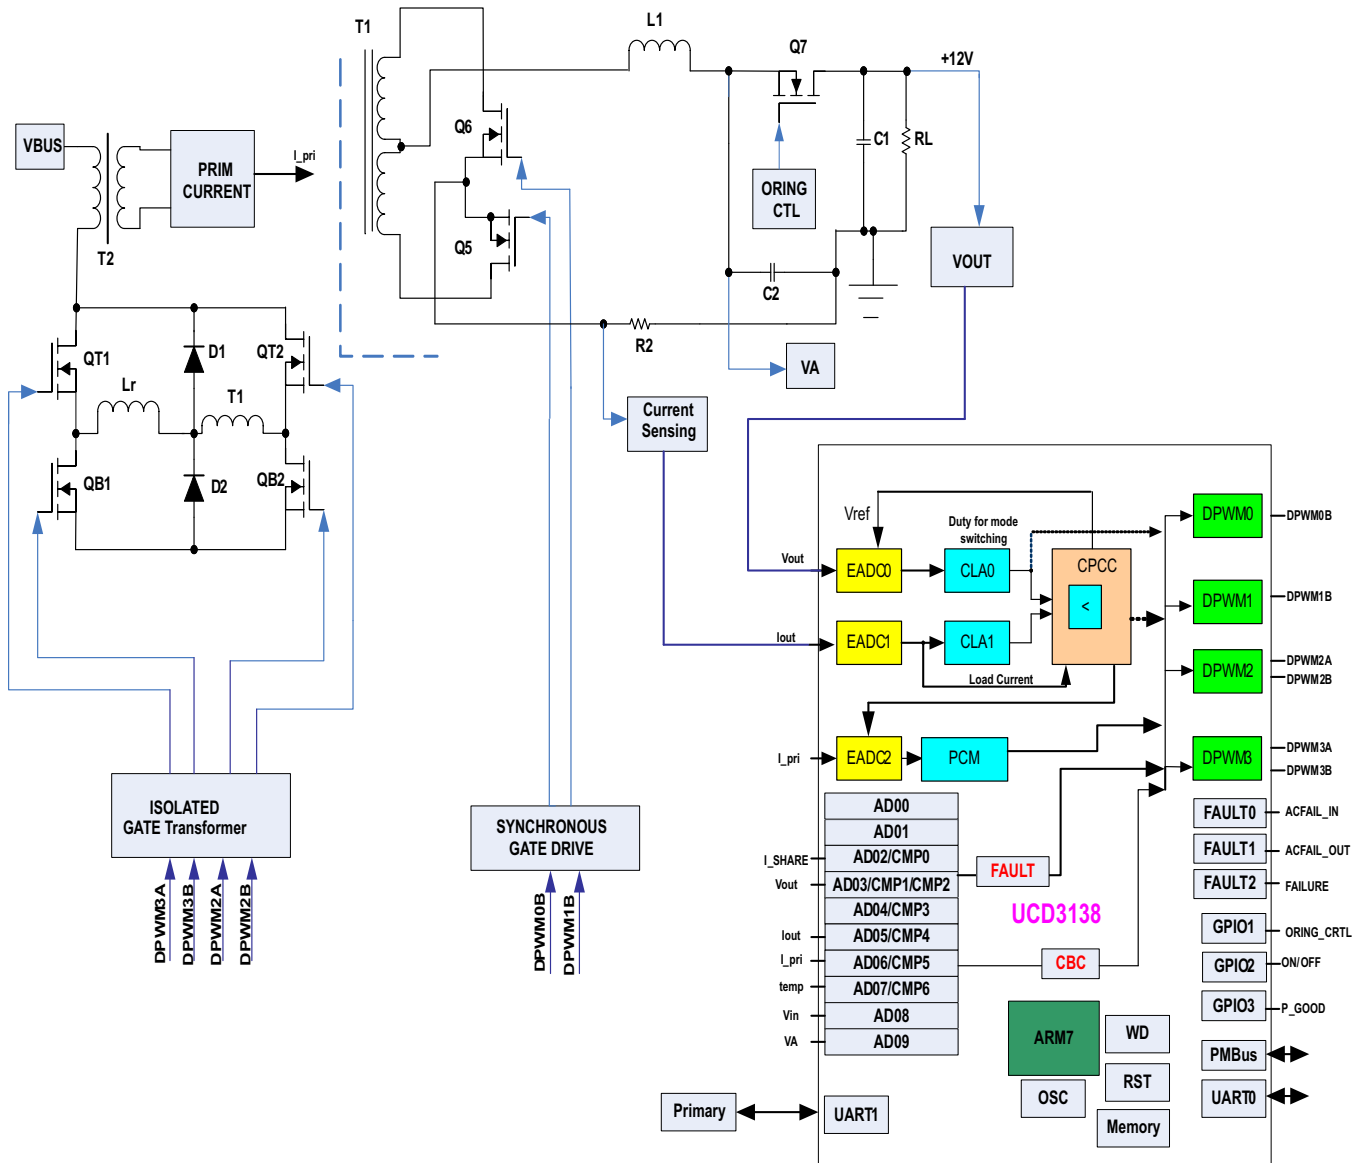 T1
L1
Q7
+12V
VBUS
PRIM
CURRENT
I_pri
T2
Q6
Q5
ORING
CTL
C1
RL
VOUT
C2
R2
VA
QT1
D1
QT2
Lr
T1
QB1
D2
QB2
Current
Sensing
Vref
Duty for mode
switching
Vout
EADC0
CLA0
CPCC
<
Iout
EADC1
CLA1
Load Current
I_pri
EADC2
PCM
DPWM0
DPWM0B
DPWM1
DPWM1B
DPWM2
DPWM2A
DPWM2B
DPWM3
DPWM3A
DPWM3B
ISOLATED
GATE Transformer
DPWM3A
DPWM3B
DPWM2A
DPWM2B
SYNCHRONOUS
GATE DRIVE
DPWM0B
DPWM1B
AD00
AD01
I_SHARE
AD02/CMP0
Vout
AD03/CMP1/CMP2
AD04/CMP3
Iout
AD05/CMP4
I_pri
AD06/CMP5
temp
AD07/CMP6
Vin
AD08
VA
AD09
FAULT
UCD3138
CBC
FAULT0
ACFAIL_IN
FAULT1
ACFAIL_OUT
FAULT2
FAILURE
GPIO1
ORING_CRTL
GPIO2
ON/OFF
GPIO3
P_GOOD
ARM7
WD
OSC
RST
Memory
PMBus
UART0
Primary
UART1